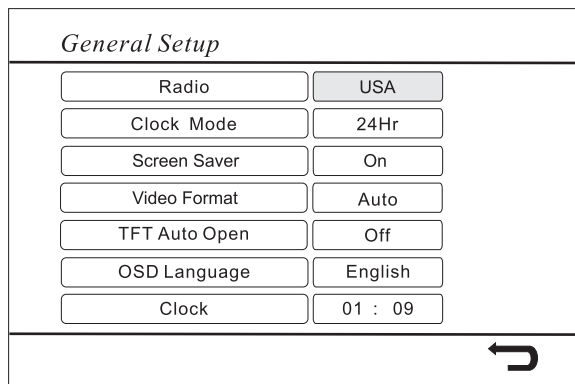 General Setup
Radio USA
Clock Mode 24Hr
Screen Saver On
Video Format Auto
TFT Auto Open Off
OSD Language English
Clock 01 : 09